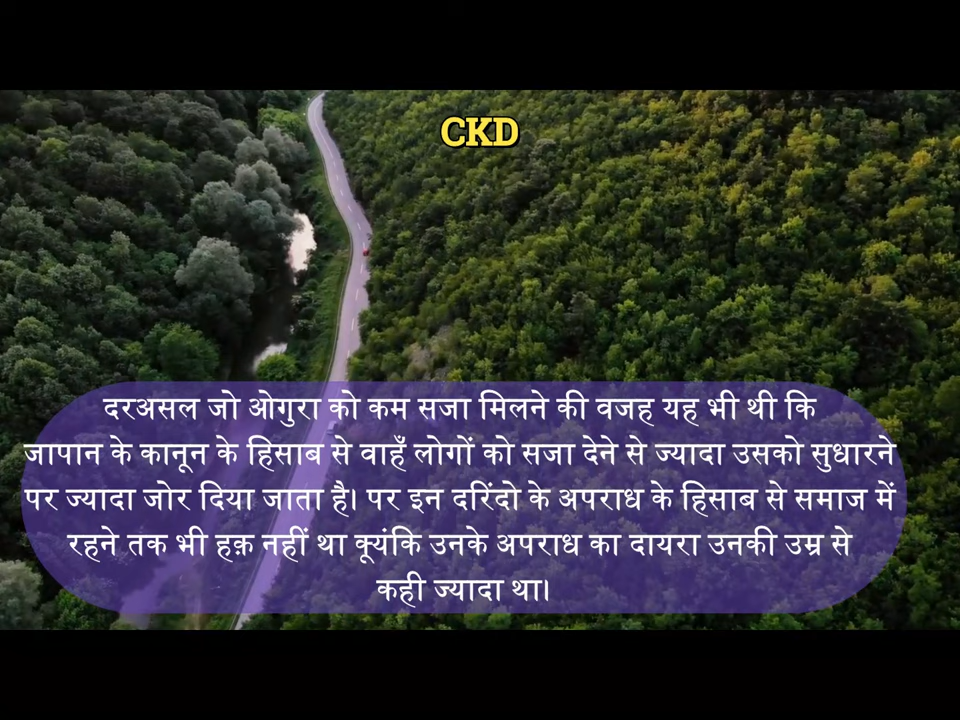 CKD
दरअसल जो ओगुरा को कम सजा मिलने की वजह यह भी थी कि
जापान के कानून के हिसाब से वाहँ लोगों को सजा देने से ज्यादा उसको सुधारने
पर ज्यादा जोर दिया जाता है। पर इन दरिंदो के अपराध के हिसाब से समाज में
रहने तक भी हक़ नहीं था क्यूंकि उनके अपराध का दायरा उनकी उम्र से
कही ज्यादा था।